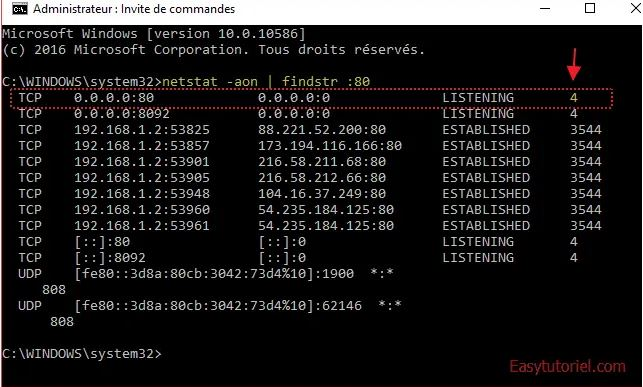 Administrateur : Invite de commandes
Microsoft Windows [version 10.0.10586]
(c) 2016 Microsoft Corporation. Tous droits réservés.
C:\WINDOWS\system32>netstat -aon | findstr :80
TCP 0.0.0.0:80 0.0.0.0:0 LISTENING 4
TCP 0.0.0.0:8092 0.0.0.0:0 LISTENING 4
TCP 192.168.1.2:53825 88.221.52.200:80 ESTABLISHED 3544
TCP 192.168.1.2:53857 173.194.116.166:80 ESTABLISHED 3544
TCP 192.168.1.2:53901 216.58.211.68:80 ESTABLISHED 3544
TCP 192.168.1.2:53905 216.58.212.66:80 ESTABLISHED 3544
TCP 192.168.1.2:53948 104.16.37.249:80 ESTABLISHED 3544
TCP 192.168.1.2:53960 54.235.184.125:80 ESTABLISHED 3544
TCP 192.168.1.2:53961 54.235.184.125:80 ESTABLISHED 3544
TCP [::]:80 [::]:0 LISTENING 4
TCP [::]:8092 [::]:0 LISTENING 4
UDP [fe80::3d8a:80cb:3042:73d4%10]:1900 *:*
808
UDP [fe80::3d8a:80cb:3042:73d4%10]:62146 *:*
808
C:\WINDOWS\system32>
Easytutoriel.com